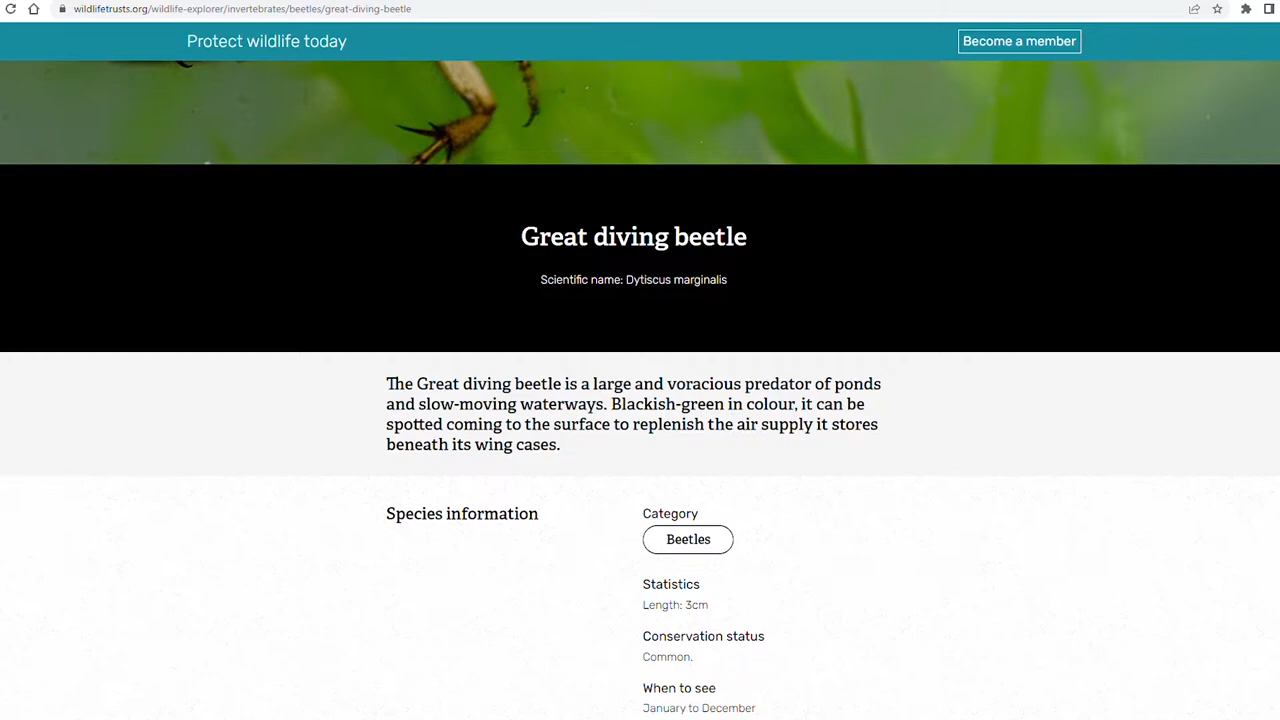 wildlifetrusts.org/wildlife-explorer/invertebrates/beetles/great-diving-beetle
Protect wildlife today
Become a member
Great diving beetle
Scientific name: Dytiscus marginalis
The Great diving beetle is a large and voracious predator of ponds
and slow-moving waterways. Blackish-green in colour, it can be
spotted coming to the surface to replenish the air supply it stores
beneath its wing cases.
Species information
Category
Beetles
Statistics
Length: 3cm
Conservation status
Common.
When to see
January to December